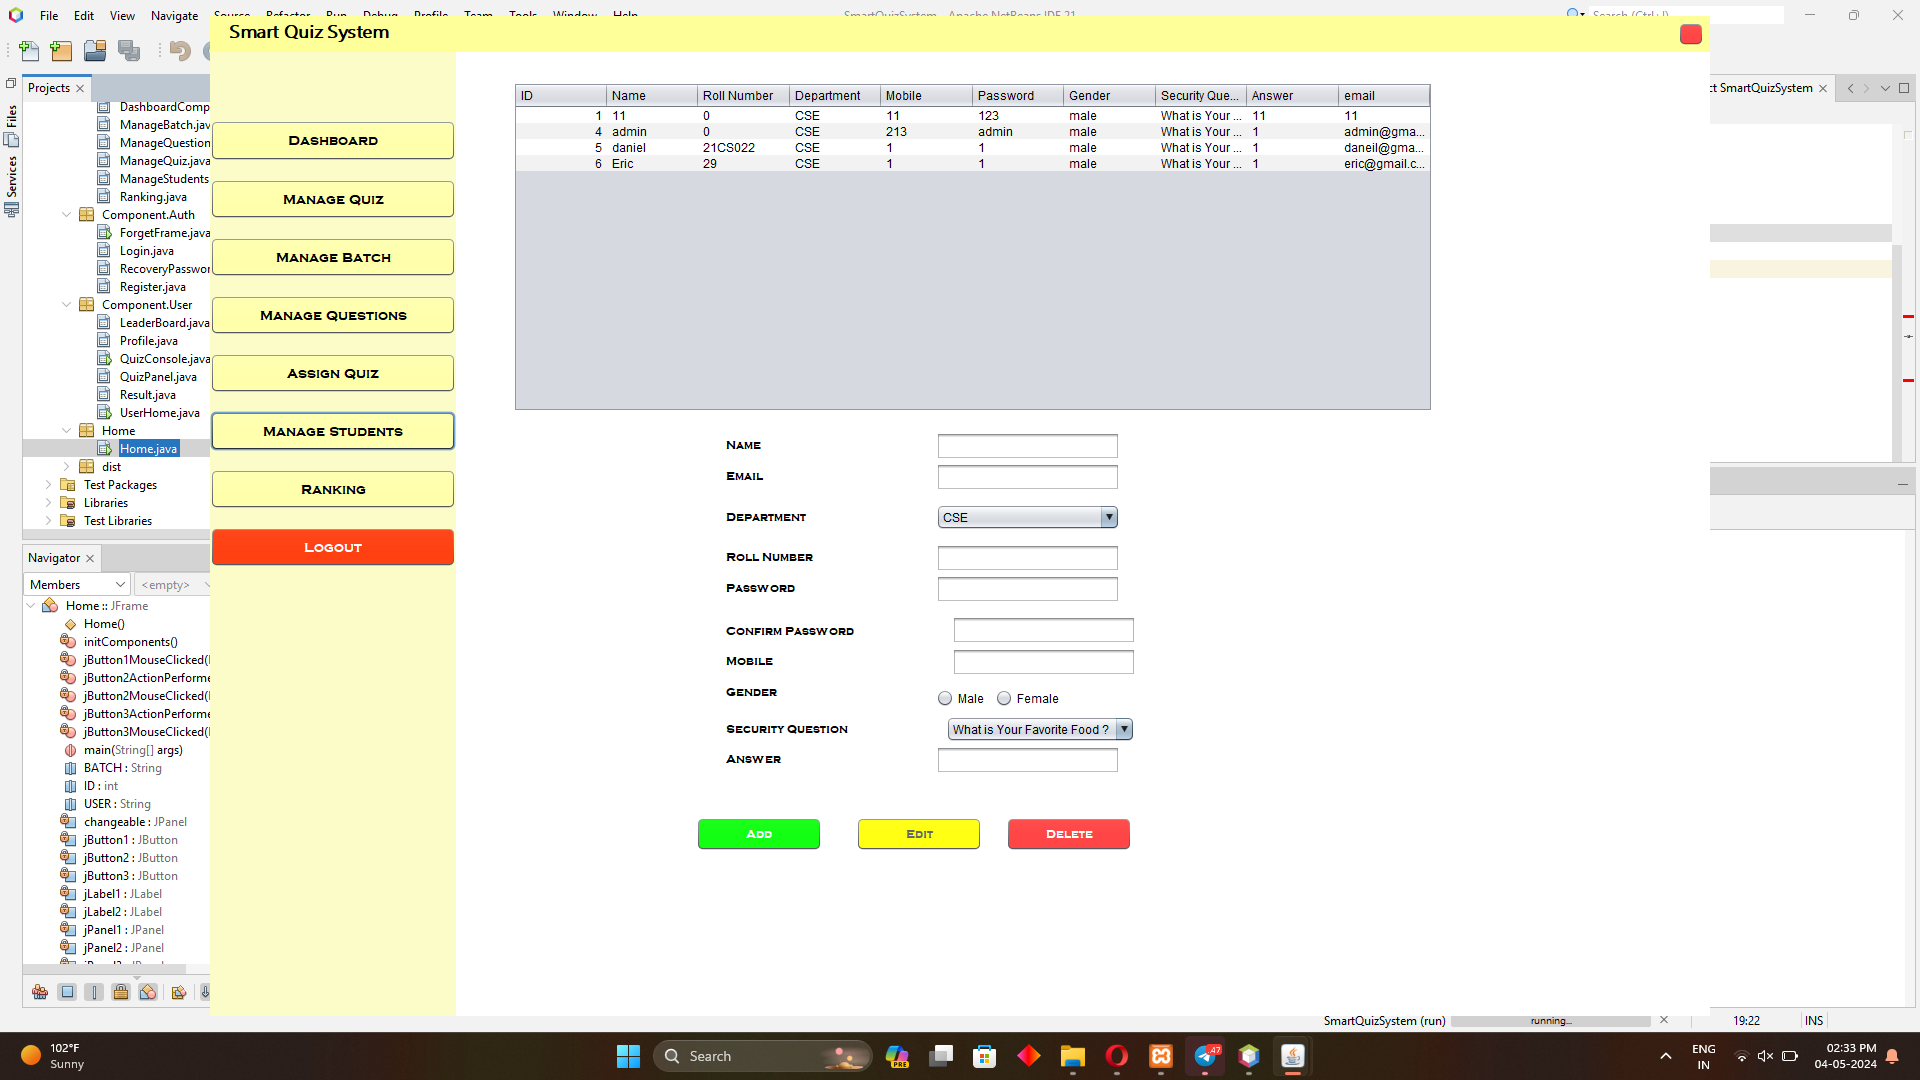 File Edit View Navigate Source Refactor Run Debug Profile Team Tools Window Help
SmartQuizSystem - Apache NetBeans IDE 21
Search (Ctrl+I)
Smart Quiz System
Projects
Files
Services
DashboardComp
ManageBatch.jav
ManageQuestion
ManageQuiz.java
ManageStudents
Ranking.java
Component.Auth
ForgetFrame.java
Login.java
RecoveryPasswor
Register.java
Component.User
LeaderBoard.java
Profile.java
QuizConsole.java
QuizPanel.java
Result.java
UserHome.java
Home
Home.java
dist
Test Packages
Libraries
Test Libraries
Navigator
Members <empty>
Home :: JFrame
Home()
initComponents()
jButton1MouseClicked(
jButton2ActionPerforme
jButton2MouseClicked(
jButton3ActionPerforme
jButton3MouseClicked(
main(String[] args)
BATCH : String
ID : int
USER : String
changeable : JPanel
jButton1 : JButton
jButton2 : JButton
jButton3 : JButton
jLabel1 : JLabel
jLabel2 : JLabel
jPanel1 : JPanel
jPanel2 : JPanel
Dashboard
Manage Quiz
Manage Batch
Manage Questions
Assign Quiz
Manage Students
Ranking
Logout
ID Name Roll Number Department Mobile Password Gender Security Que... Answer email
1 11 0 CSE 11 123 male What is Your ... 11 11
4 admin 0 CSE 213 admin male What is Your ... 1 admin@gma...
5 daniel 21CS022 CSE 1 1 male What is Your ... 1 daneil@gma...
6 Eric 29 CSE 1 1 male What is Your ... 1 eric@gmail.c...
Name
Email
Department CSE
Roll Number
Password
Confirm Password
Mobile
Gender Male Female
Security Question What is Your Favorite Food ?
Answer
Add Edit Delete
ct SmartQuizSystem
SmartQuizSystem (run) running... 19:22 INS
102°F
Sunny
Search
PRE
47
ENG
IN
02:33 PM
04-05-2024